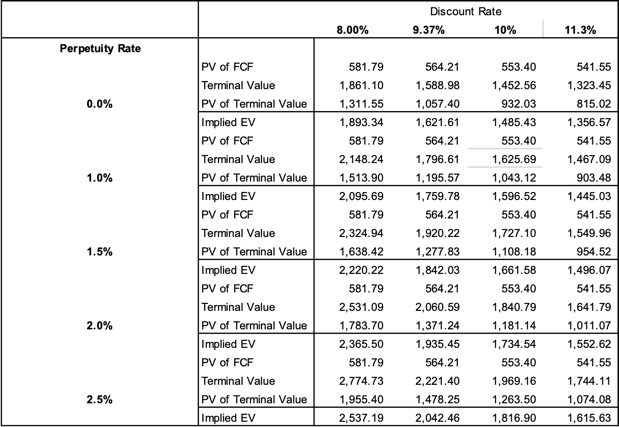 Discount Rate
8.00% 9.37% 10% 11.3%
Perpetuity Rate
PV of FCF 581.79 564.21 553.40 541.55
Terminal Value 1,861.10 1,588.98 1,452.56 1,323.45
0.0% PV of Terminal Value 1,311.55 1,057.40 932.03 815.02
Implied EV 1,893.34 1,621.61 1,485.43 1,356.57
PV of FCF 581.79 564.21 553.40 541.55
Terminal Value 2,148.24 1,796.61 1,625.69 1,467.09
1.0% PV of Terminal Value 1,513.90 1,195.57 1,043.12 903.48
Implied EV 2,095.69 1,759.78 1,596.52 1,445.03
PV of FCF 581.79 564.21 553.40 541.55
Terminal Value 2,324.94 1,920.22 1,727.10 1,549.96
1.5% PV of Terminal Value 1,638.42 1,277.83 1,108.18 954.52
Implied EV 2,220.22 1,842.03 1,661.58 1,496.07
PV of FCF 581.79 564.21 553.40 541.55
Terminal Value 2,531.09 2,060.59 1,840.79 1,641.79
2.0% PV of Terminal Value 1,783.70 1,371.24 1,181.14 1,011.07
Implied EV 2,365.50 1,935.45 1,734.54 1,552.62
PV of FCF 581.79 564.21 553.40 541.55
Terminal Value 2,774.73 2,221.40 1,969.16 1,744.11
2.5% PV of Terminal Value 1,955.40 1,478.25 1,263.50 1,074.08
Implied EV 2,537.19 2,042.46 1,816.90 1,615.63